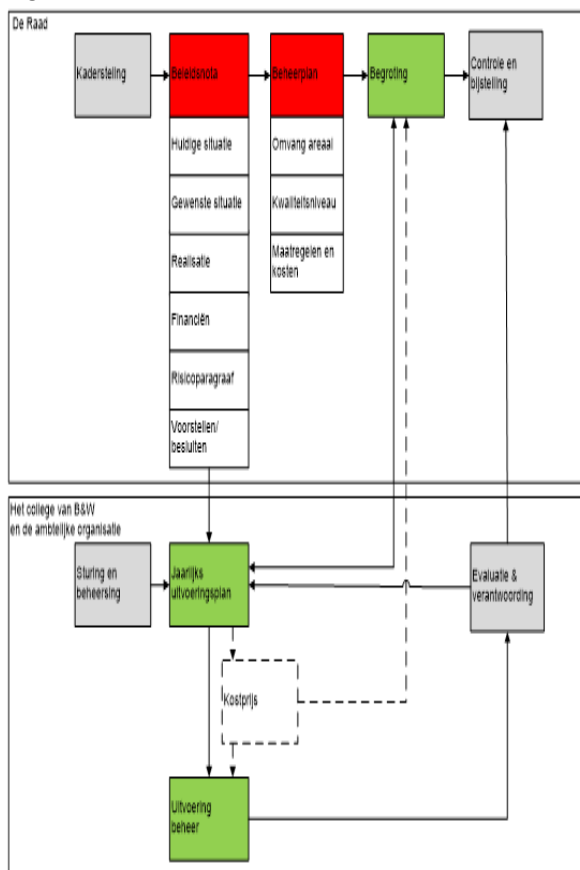 De Raad
Kaderstelling
Beleidsnota
Beheerplan
Begroting
Controle en
bijstelling
Huidige situatie
Gewenste situatie
Realisatie
Financiën
Risicoparagraaf
Voorstellen/
besluiten
Omvang areaal
Kwaliteitsniveau
Maatregelen en
kosten
Het college van B&W
en de ambtelijke organisatie
Sturing en
beheersing
Jaarlijks
uitvoeringsplan
Evaluatie &
verantwoording
Kostprijs
Uitvoering
beheer